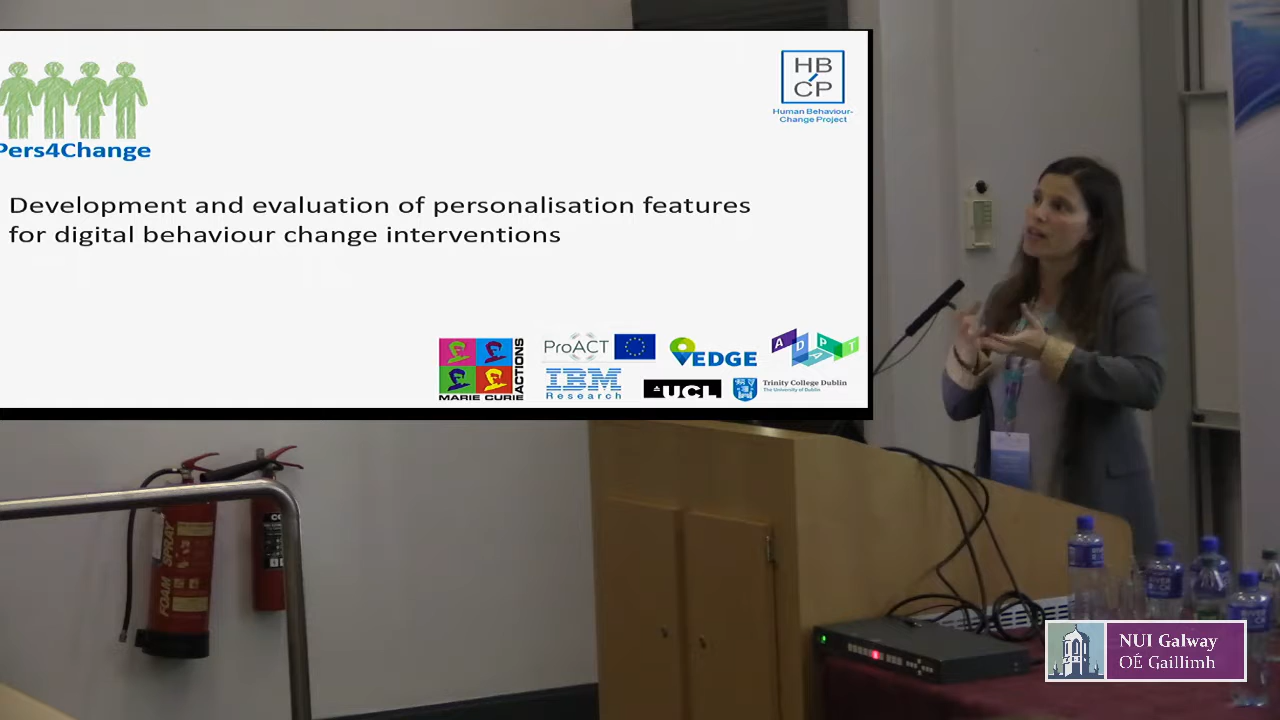 HB
CP
Human Behaviour-
Change Project
Pers4Change
Development and evaluation of personalisation features
for digital behaviour change interventions
MARIE CURIE
ACTIONS
ProACT
EDGE
ADAPT
IBM
Research
UCL
Trinity College Dublin
The University of Dublin
FOAM SPRAY
NUI Galway
OÉ Gaillimh